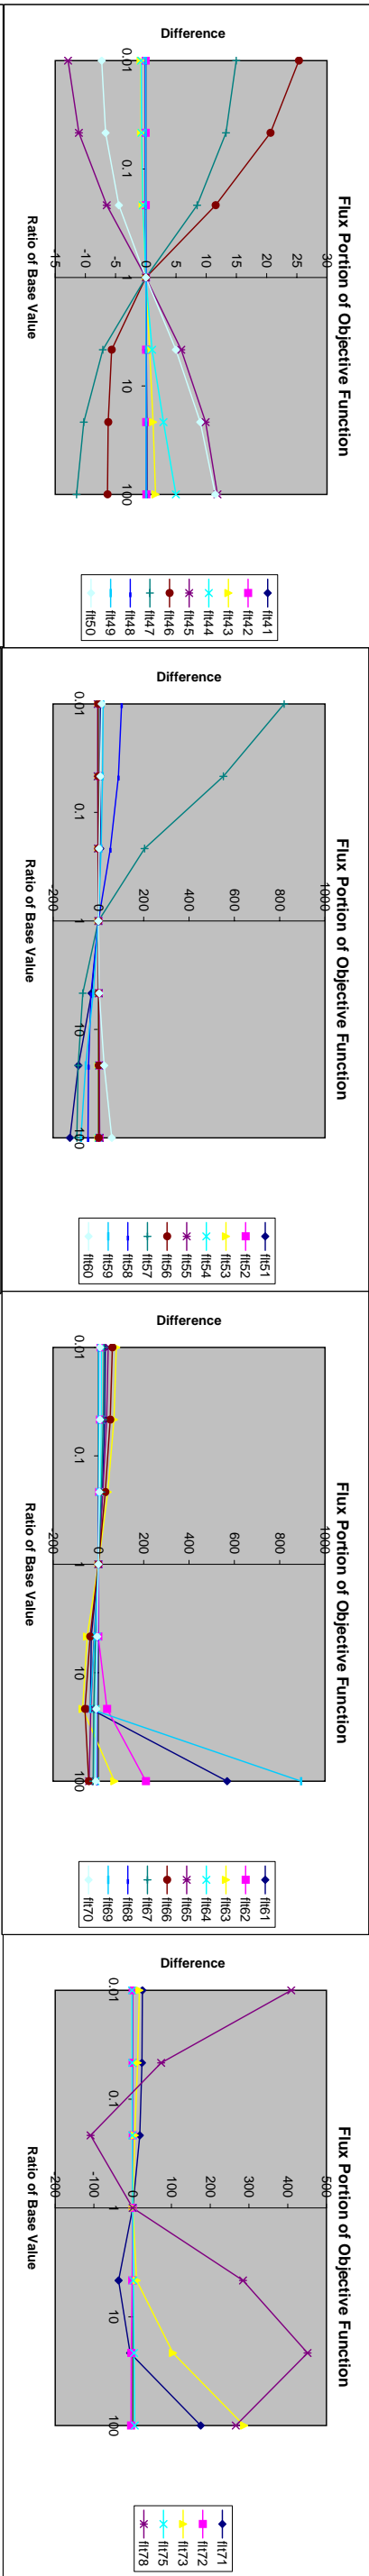 Flux Portion of Objective Function
Difference
30
25
20
15
10
5
0
-5
-10
-15
0.01 0.1 1 10 100
Ratio of Base Value
flt41
flt42
flt43
flt44
flt45
flt46
flt47
flt48
flt49
flt50
Flux Portion of Objective Function
Difference
1000
800
600
400
200
0
-200
0.01 0.1 1 10 100
Ratio of Base Value
flt51
flt52
flt53
flt54
flt55
flt56
flt57
flt58
flt59
flt60
Flux Portion of Objective Function
Difference
1000
800
600
400
200
0
-200
0.01 0.1 1 10 100
Ratio of Base Value
flt61
flt62
flt63
flt64
flt65
flt66
flt67
flt68
flt69
flt70
Flux Portion of Objective Function
Difference
500
400
300
200
100
0
-100
-200
0.01 0.1 1 10 100
Ratio of Base Value
flt71
flt72
flt73
flt75
flt78